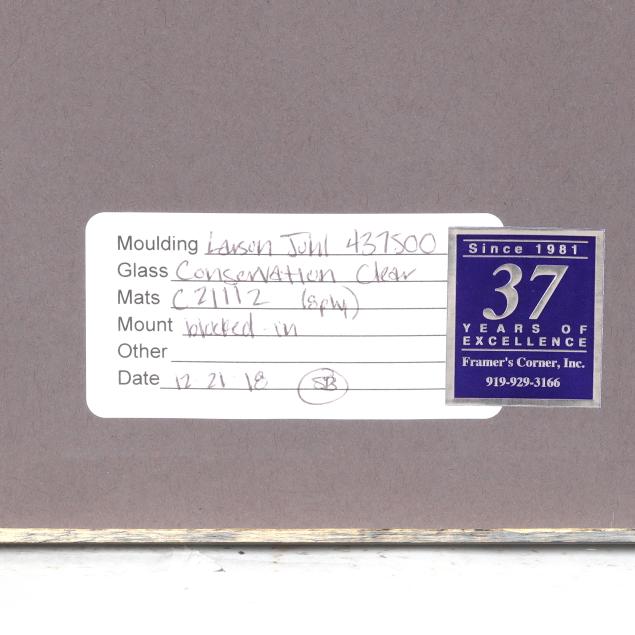 Moulding Larson Juhl 437500
Glass Conservation Clear
Mats C21112 (8ply)
Mount blocked-in
Other
Date 12 21 18 SB
Since 1981
37
YEARS OF
EXCELLENCE
Framer's Corner, Inc.
919-929-3166